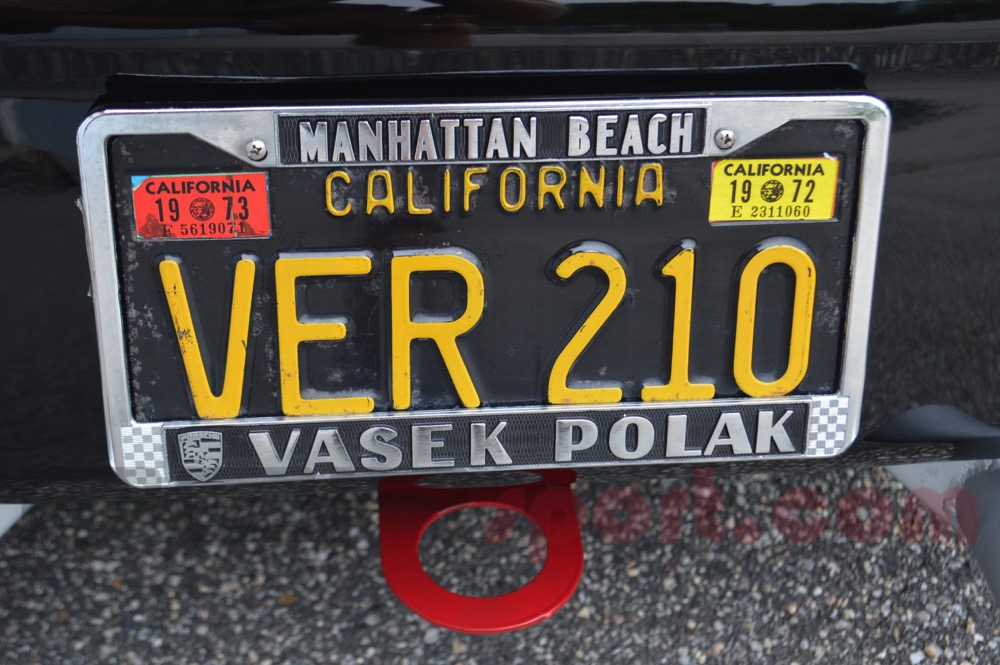 MANHATTAN BEACH
CALIFORNIA
CALIFORNIA
19 73
E 5619071
CALIFORNIA
19 72
E 2311060
VER 210
VASEK POLAK